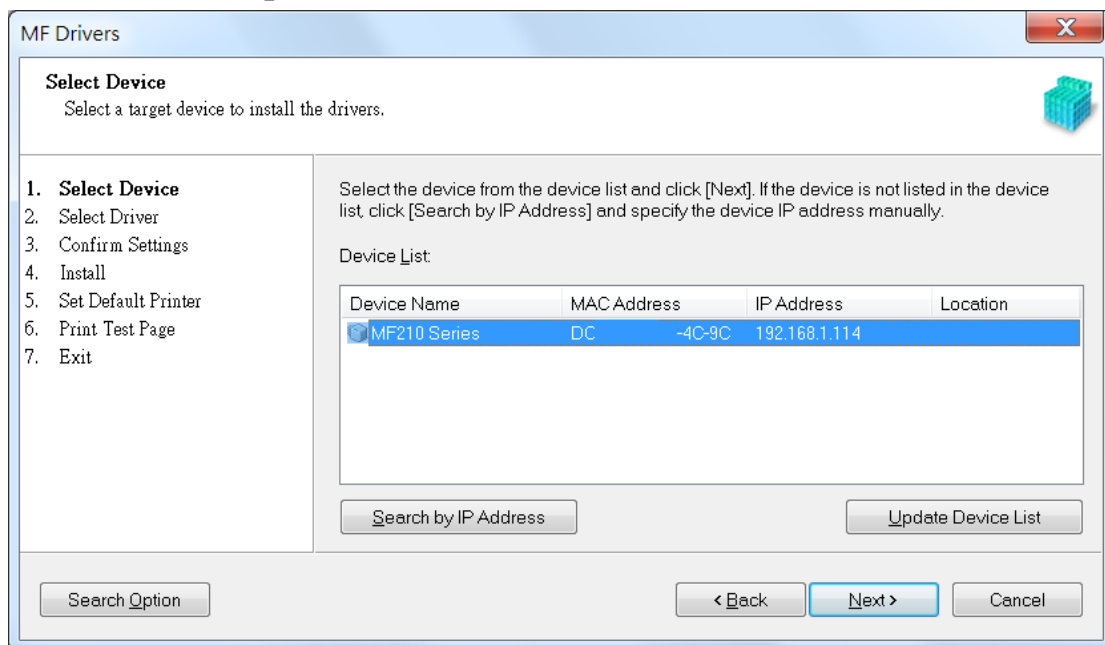 MF Drivers
X
Select Device
Select a target device to install the drivers.
1. Select Device
2. Select Driver
3. Confirm Settings
4. Install
5. Set Default Printer
6. Print Test Page
7. Exit
Select the device from the device list and click [Next]. If the device is not listed in the device
list, click [Search by IP Address] and specify the device IP address manually.
Device List:
Device Name MAC Address IP Address Location
MF210 Series DC -4C-9C 192.168.1.114
Search by IP Address Update Device List
Search Option < Back Next > Cancel